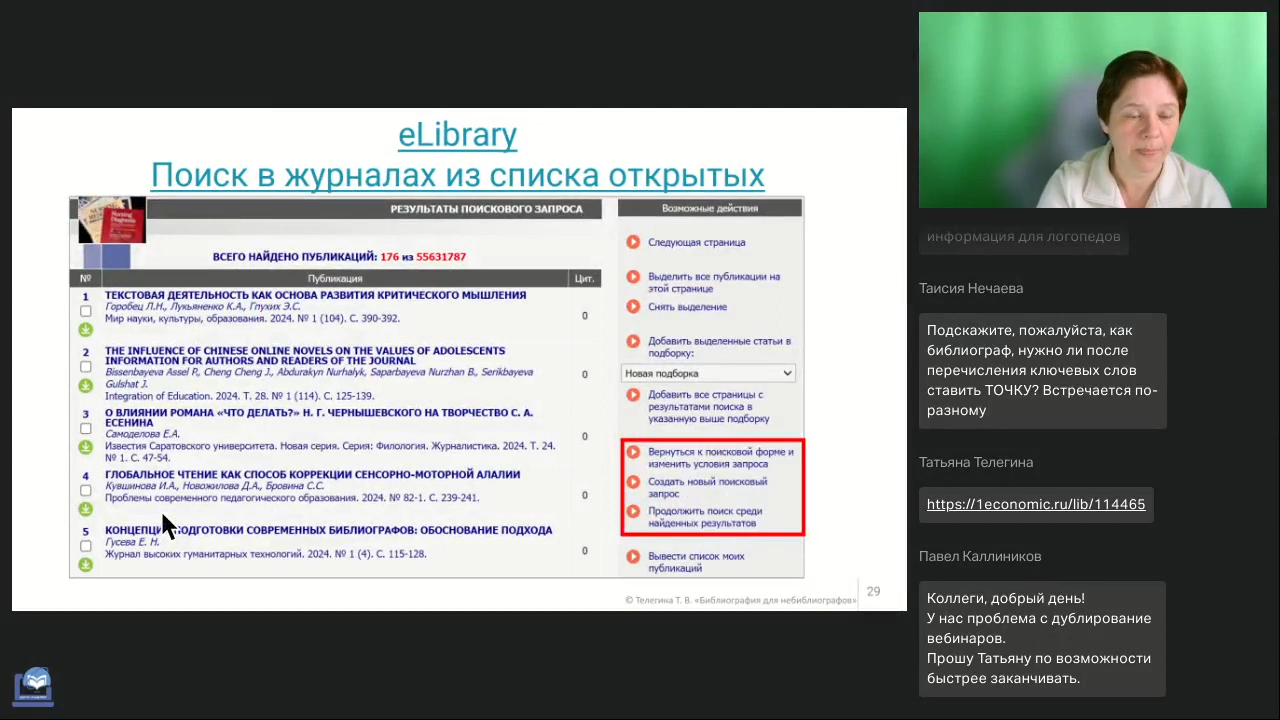 eLibrary
Поиск в журналах из списка открытых
РЕЗУЛЬТАТЫ ПОИСКОВОГО ЗАПРОСА
ВСЕГО НАЙДЕНО ПУБЛИКАЦИЙ: 176 из 55631787
№ Публикация Цит.
1 ТЕКСТОВАЯ ДЕЯТЕЛЬНОСТЬ КАК ОСНОВА РАЗВИТИЯ КРИТИЧЕСКОГО МЫШЛЕНИЯ
Горобец Л.Н., Лукьяненко К.А., Глухих Э.С.
Мир науки, культуры, образования. 2024. № 1 (104). С. 390-392.
0
2 THE INFLUENCE OF CHINESE ONLINE NOVELS ON THE VALUES OF ADOLESCENTS
INFORMATION FOR AUTHORS AND READERS OF THE JOURNAL
Bissenbayeva Assel P., Cheng Cheng J., Abdurakyn Nurhalyk, Saparbayeva Nurzhan B., Serikbayeva
Gulshat J.
Integration of Education. 2024. Т. 28. № 1 (114). С. 125-139.
0
3 О ВЛИЯНИИ РОМАНА «ЧТО ДЕЛАТЬ?» Н. Г. ЧЕРНЫШЕВСКОГО НА ТВОРЧЕСТВО С. А.
ЕСЕНИНА
Самоделова Е.А.
Известия Саратовского университета. Новая серия. Серия: Филология. Журналистика. 2024. Т. 24.
№ 1. С. 47-54.
0
4 ГЛОБАЛЬНОЕ ЧТЕНИЕ КАК СПОСОБ КОРРЕКЦИИ СЕНСОРНО-МОТОРНОЙ АЛАЛИИ
Кувшинова И.А., Новожилова Д.А., Бровина С.С.
Проблемы современного педагогического образования. 2024. № 82-1. С. 239-241.
0
5 КОНЦЕПЦИ ПОДГОТОВКИ СОВРЕМЕННЫХ БИБЛИОГРАФОВ: ОБОСНОВАНИЕ ПОДХОДА
Гусева Е. Н.
Журнал высоких гуманитарных технологий. 2024. № 1 (4). С. 115-128.
0
Возможные действия
Следующая страница
Выделить все публикации на
этой странице
Снять выделение
Добавить выделенные статьи в
подборку:
Новая подборка
Добавить все страницы с
результатами поиска в
указанную выше подборку
Вернуться к поисковой форме и
изменить условия запроса
Создать новый поисковый
запрос
Продолжить поиск среди
найденных результатов
Вывести список моих
публикаций
© Телегина Т. В. «Библиография для небиблиографов»
29
информация для логопедов
Таисия Нечаева
Подскажите, пожалуйста, как
библиограф, нужно ли после
перечисления ключевых слов
ставить ТОЧКУ? Встречается по-
разному
Татьяна Телегина
https://1economic.ru/lib/114465
Павел Каллиников
Коллеги, добрый день!
У нас проблема с дублирование
вебинаров.
Прошу Татьяну по возможности
быстрее заканчивать.